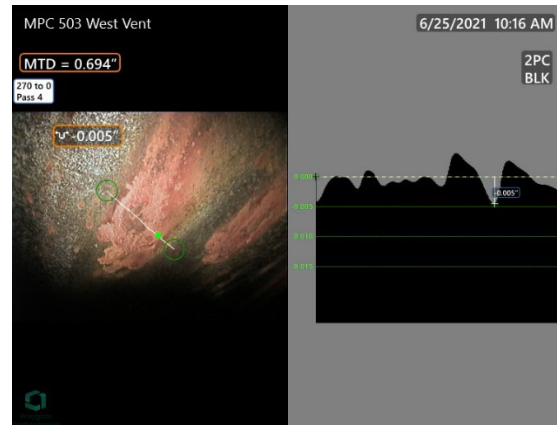 MPC 503 West Vent
6/25/2021 10:16 AM
MTD = 0.694"
2PC
BLK
270 to 0
Pass 4
-0.005"
0.000
-0.005"
-0.005
-0.010
-0.015